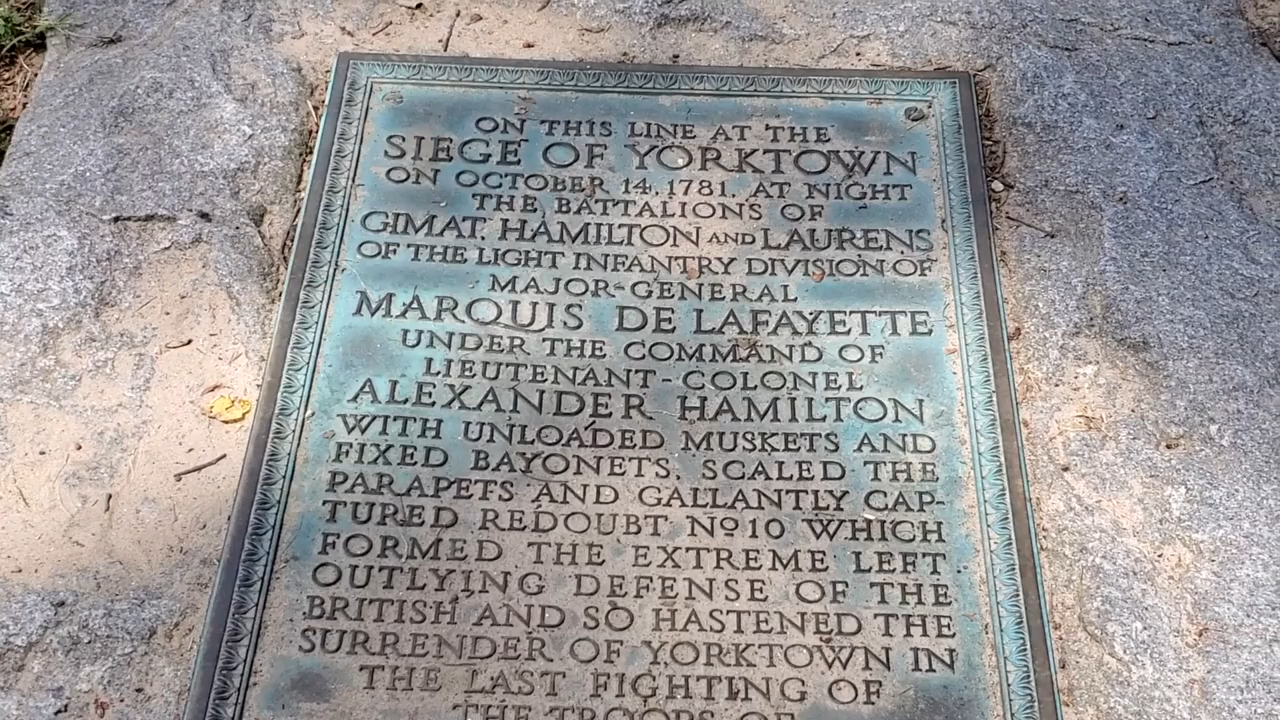 ON THIS LINE AT THE
SIEGE OF YORKTOWN
ON OCTOBER 14, 1781, AT NIGHT
THE BATTALIONS OF
GIMAT, HAMILTON AND LAURENS
OF THE LIGHT INFANTRY DIVISION OF
MAJOR-GENERAL
MARQUIS DE LAFAYETTE
UNDER THE COMMAND OF
LIEUTENANT-COLONEL
ALEXANDER HAMILTON
WITH UNLOADED MUSKETS AND
FIXED BAYONETS, SCALED THE
PARAPETS AND GALLANTLY CAP-
TURED REDOUBT Nº 10 WHICH
FORMED THE EXTREME LEFT
OUTLYING DEFENSE OF THE
BRITISH AND SO HASTENED THE
SURRENDER OF YORKTOWN IN
THE LAST FIGHTING OF
THE TROOPS OF